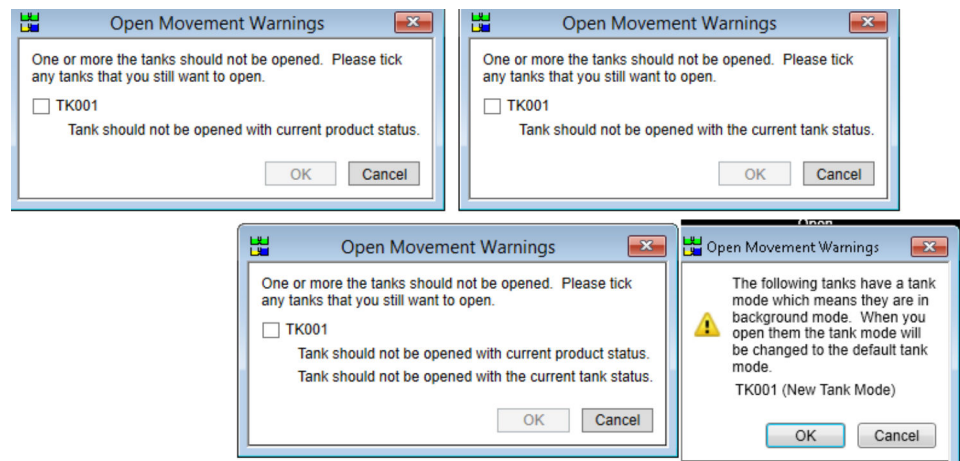 Open Movement Warnings
One or more the tanks should not be opened. Please tick
any tanks that you still want to open.
TK001
Tank should not be opened with current product status.
OK Cancel
Open Movement Warnings
One or more the tanks should not be opened. Please tick
any tanks that you still want to open.
TK001
Tank should not be opened with the current tank status.
OK Cancel
Open Movement Warnings
One or more the tanks should not be opened. Please tick
any tanks that you still want to open.
TK001
Tank should not be opened with current product status.
Tank should not be opened with the current tank status.
OK Cancel
Open
Open Movement Warnings
The following tanks have a tank
mode which means they are in
background mode. When you
open them the tank mode will
be changed to the default tank
mode.
TK001 (New Tank Mode)
OK Cancel